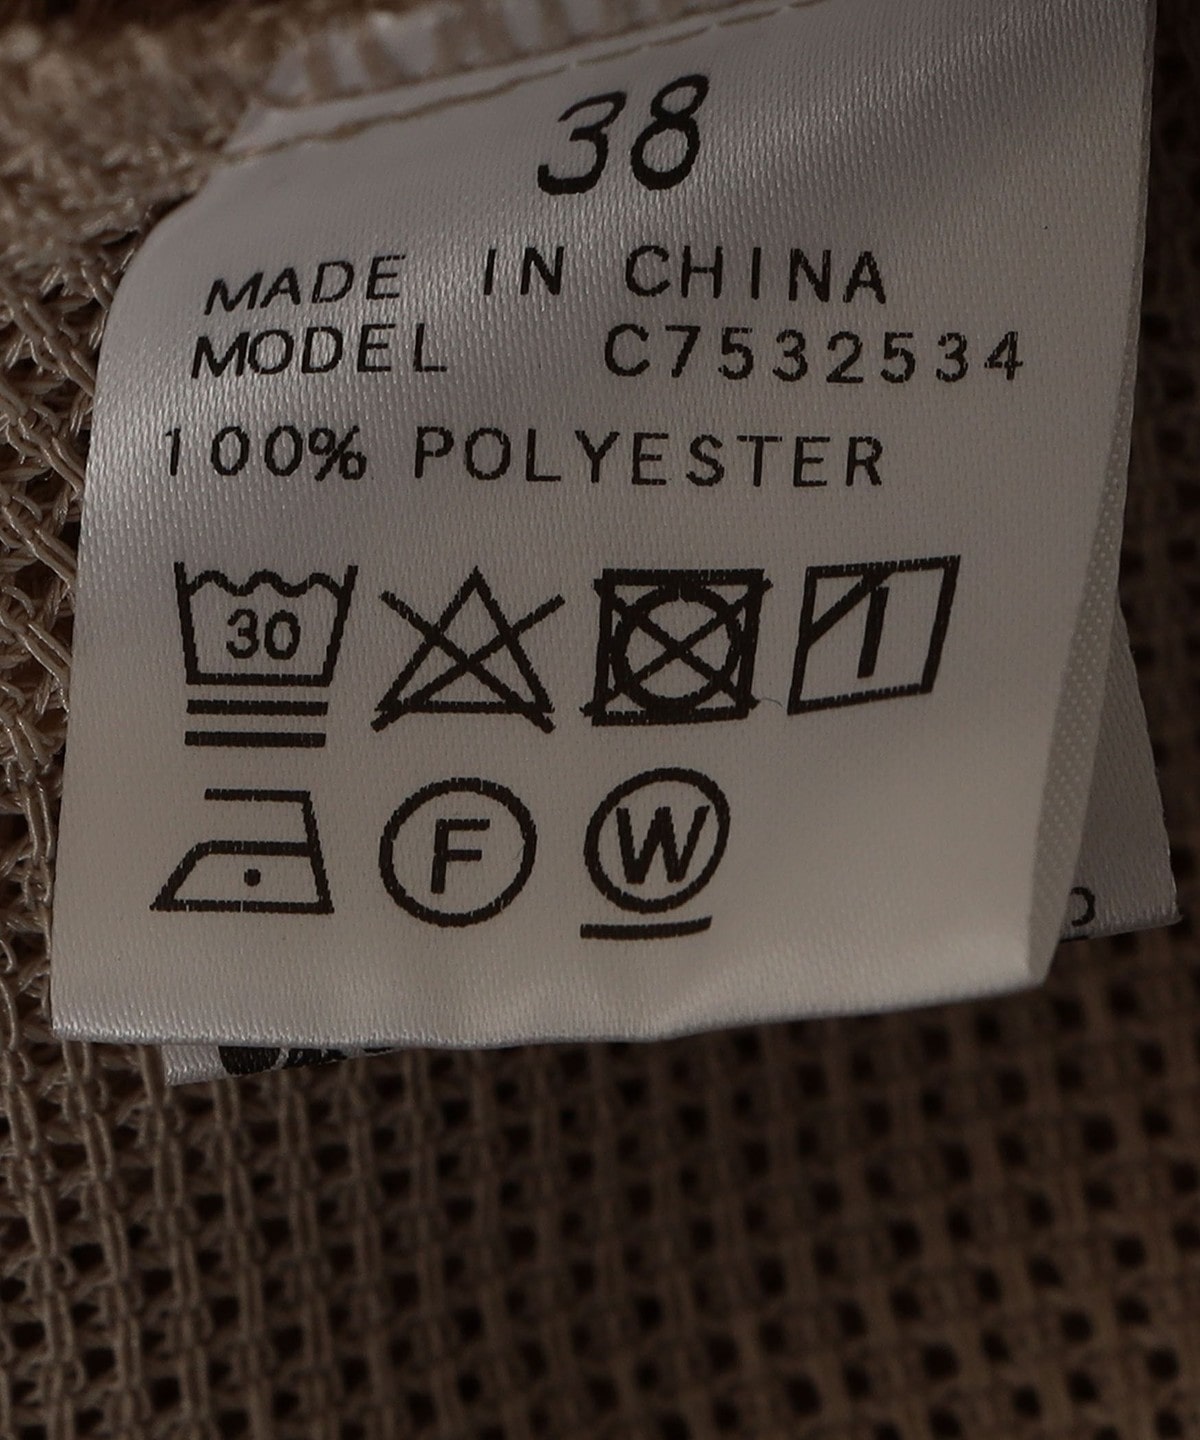 38
MADE IN CHINA
MODEL C7532534
100% POLYESTER
30
F
W